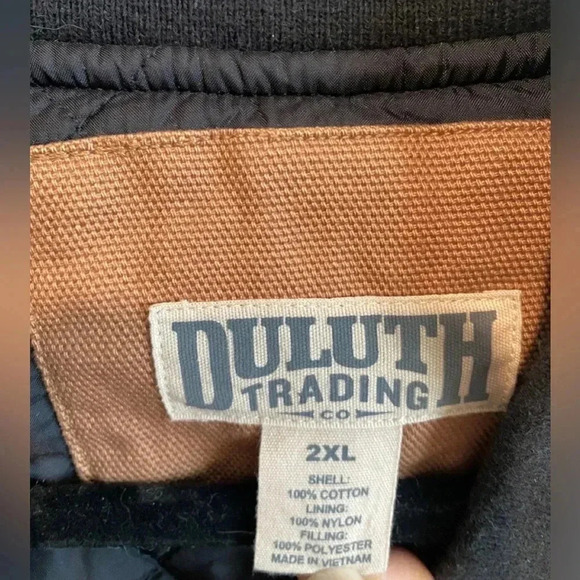 DULUTH
TRADING
CO
2XL
SHELL:
100% COTTON
LINING:
100% NYLON
FILLING:
100% POLYESTER
MADE IN VIETNAM